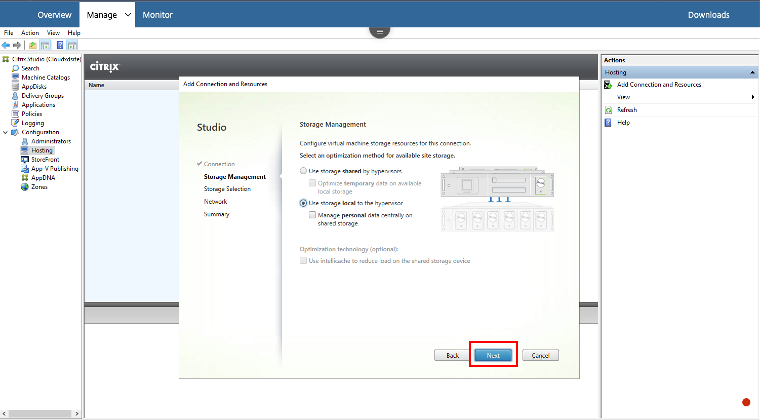 Overview
Manage
Monitor
Downloads
File Action View Help
Citrix Studio (Cloudxdsite)
Search
Machine Catalogs
AppDisks
Delivery Groups
Applications
Policies
Logging
Configuration
Administrators
Hosting
StoreFront
App-V Publishing
AppDNA
Zones
CITRIX
Name
Add Connection and Resources
Studio
Connection
Storage Management
Storage Selection
Network
Summary
Storage Management
Configure virtual machine storage resources for this connection.
Select an optimization method for available site storage.
Use storage shared by hypervisors
Optimize temporary data on available
local storage
Use storage local to the hypervisor
Manage personal data centrally on
shared storage
Optimization technology (optional):
Use intellicache to reduce load on the shared storage device
Back
Next
Cancel
Actions
Hosting
Add Connection and Resources
View
Refresh
Help